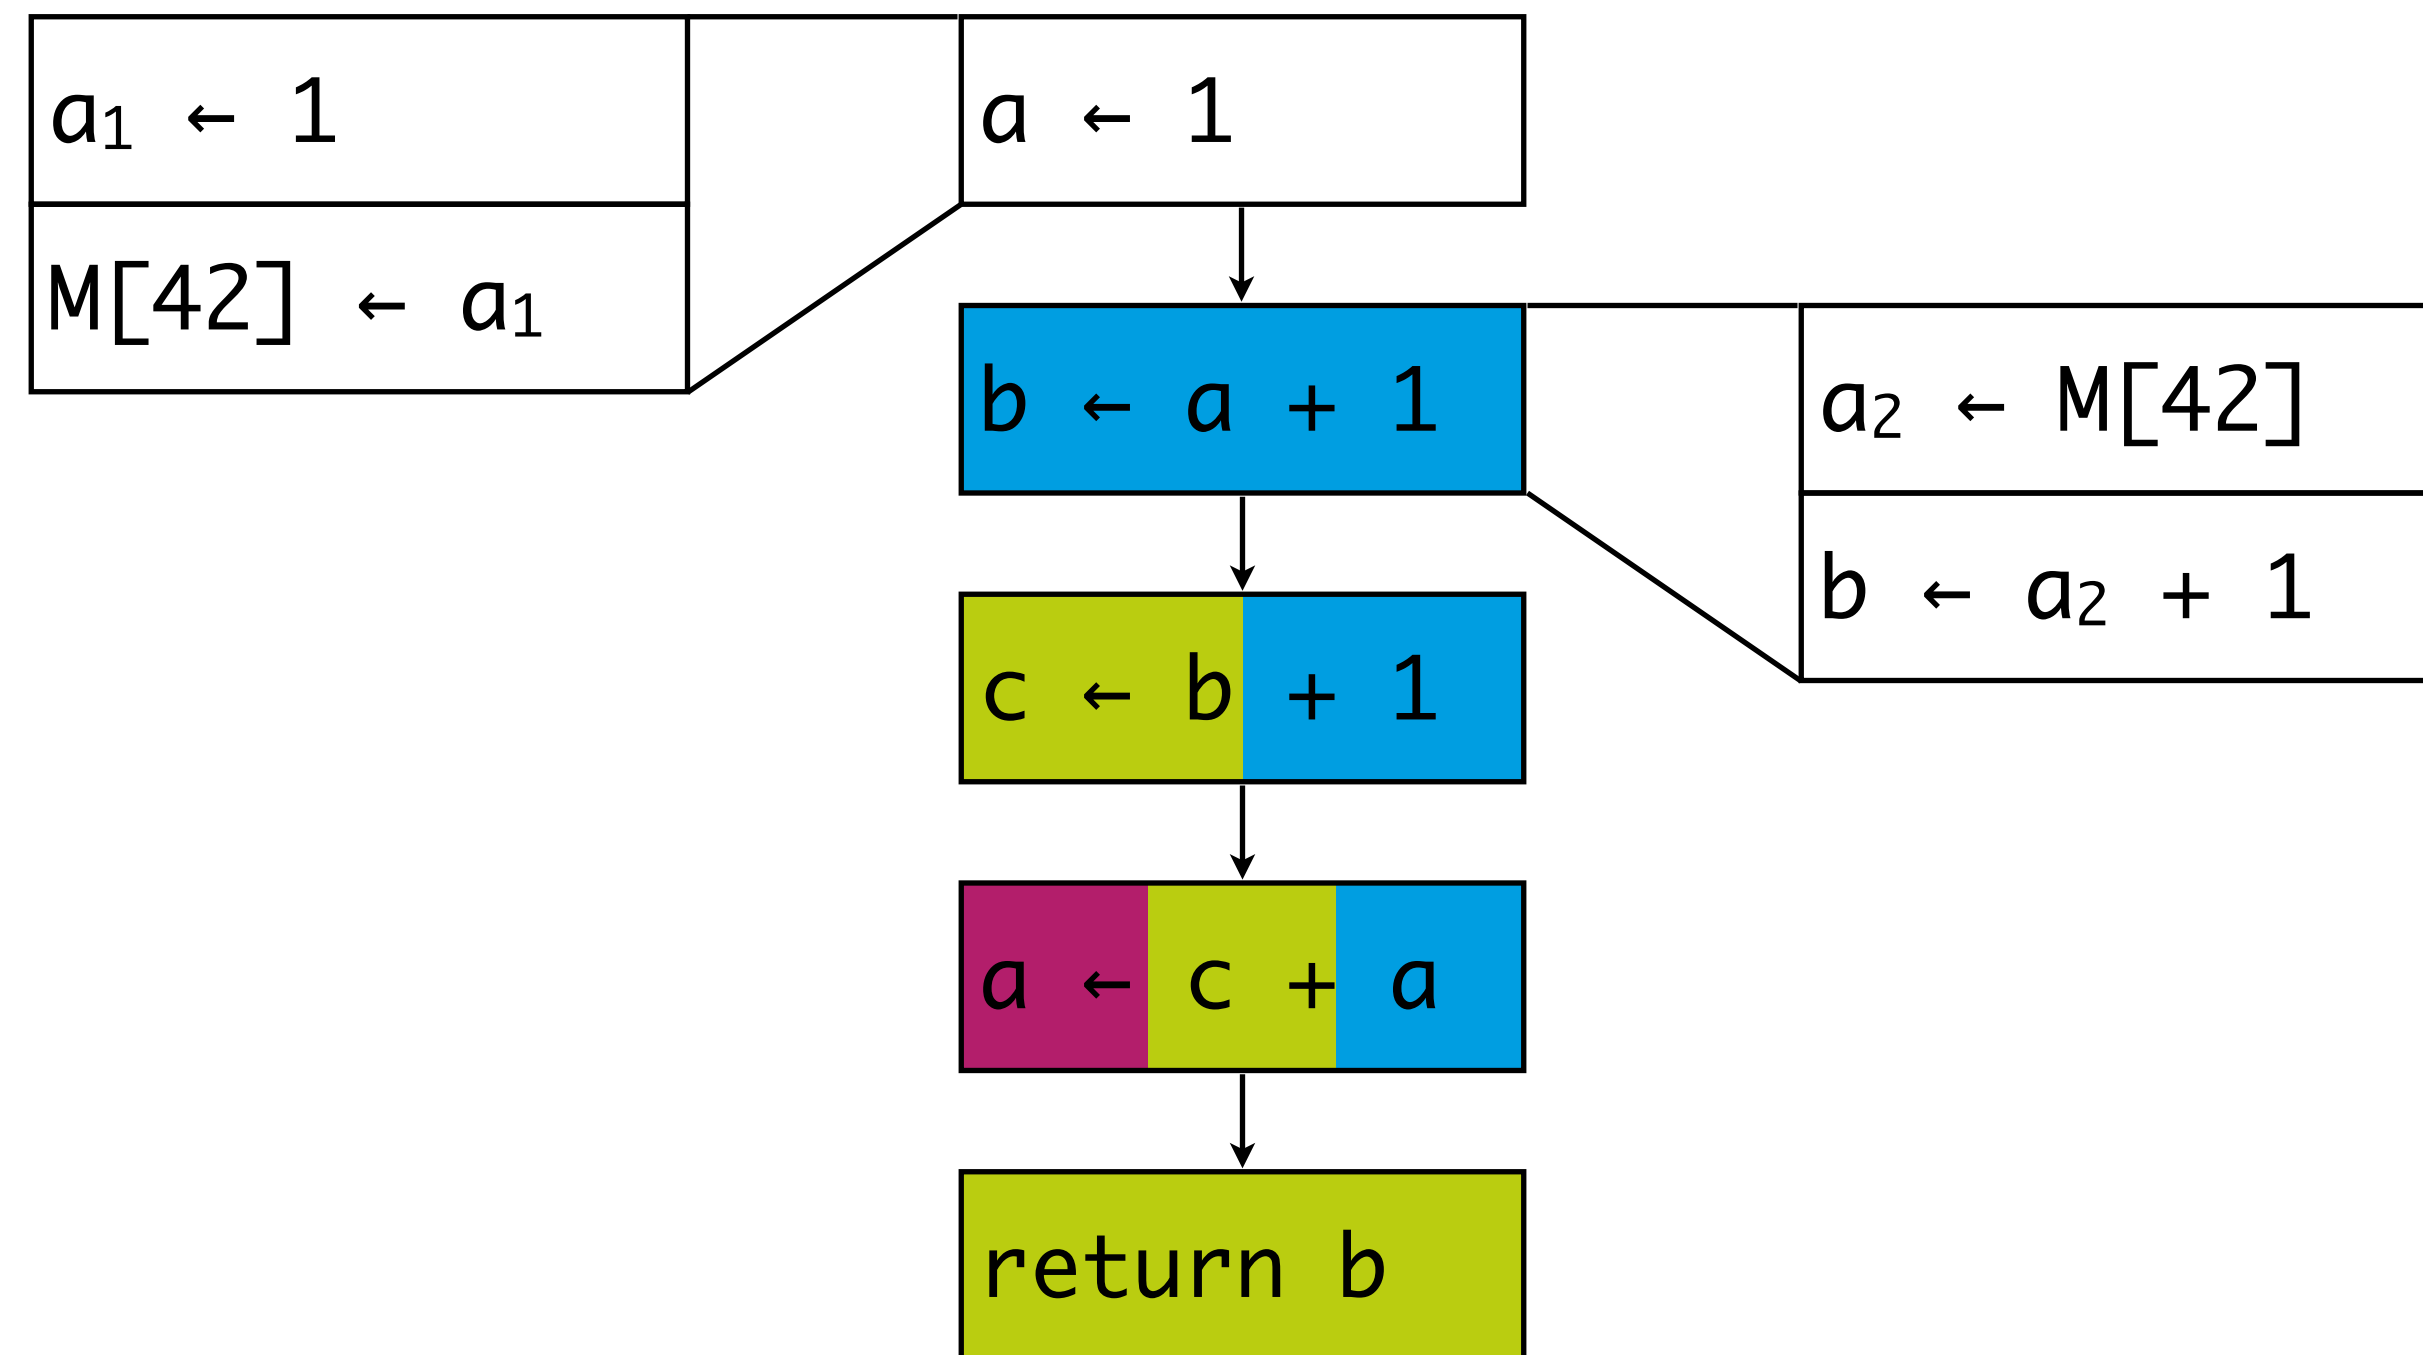 a₁ ← 1
M[42] ← a₁
a ← 1
b ← a + 1
a₂ ← M[42]
b ← a₂ + 1
c ← b + 1
a ← c + a
return b